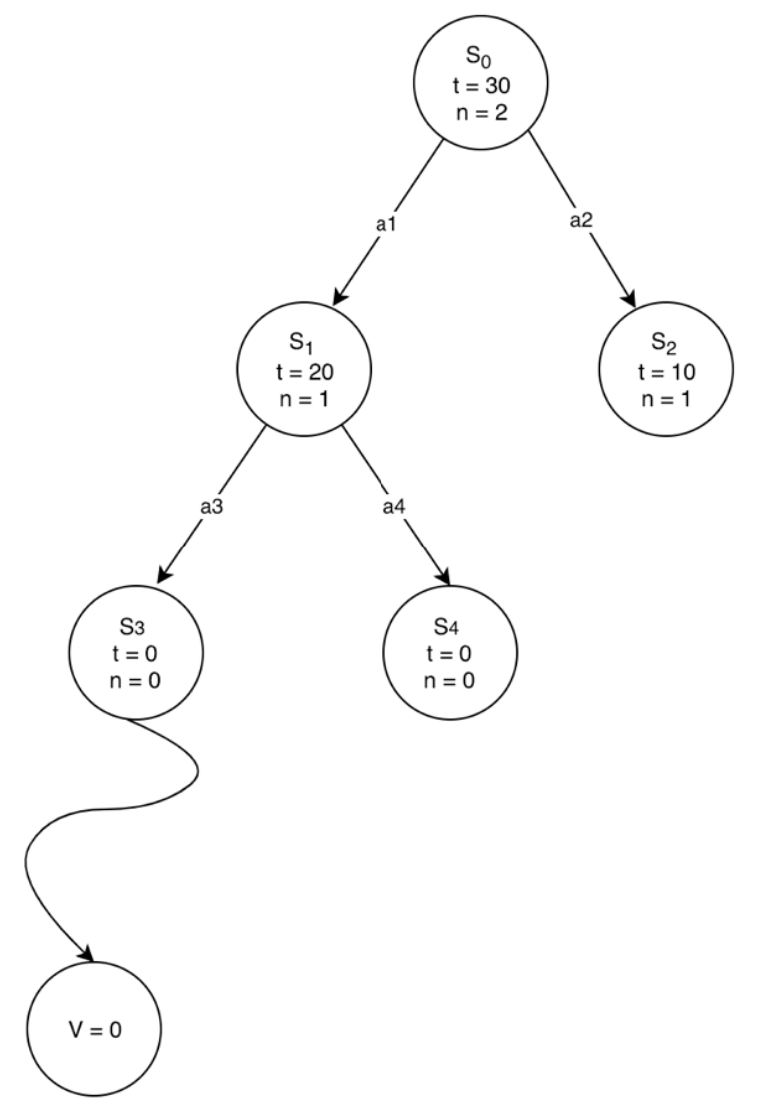 S₀
t = 30
n = 2
a1
a2
S₁
t = 20
n = 1
S₂
t = 10
n = 1
a3
a4
S3
t = 0
n = 0
S4
t = 0
n = 0
V = 0